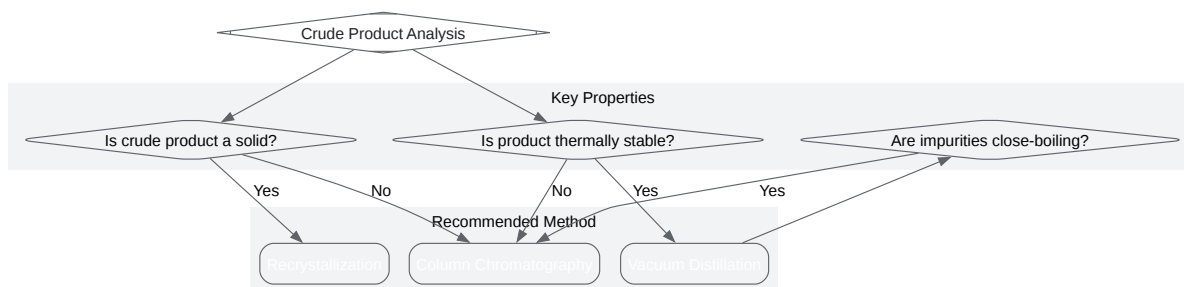 Crude Product Analysis
Key Properties
Is crude product a solid?
Is product thermally stable?
Are impurities close-boiling?
Yes
No
No
Yes
Yes
Recommended Method
Recrystallization
Column Chromatography
Vacuum Distillation